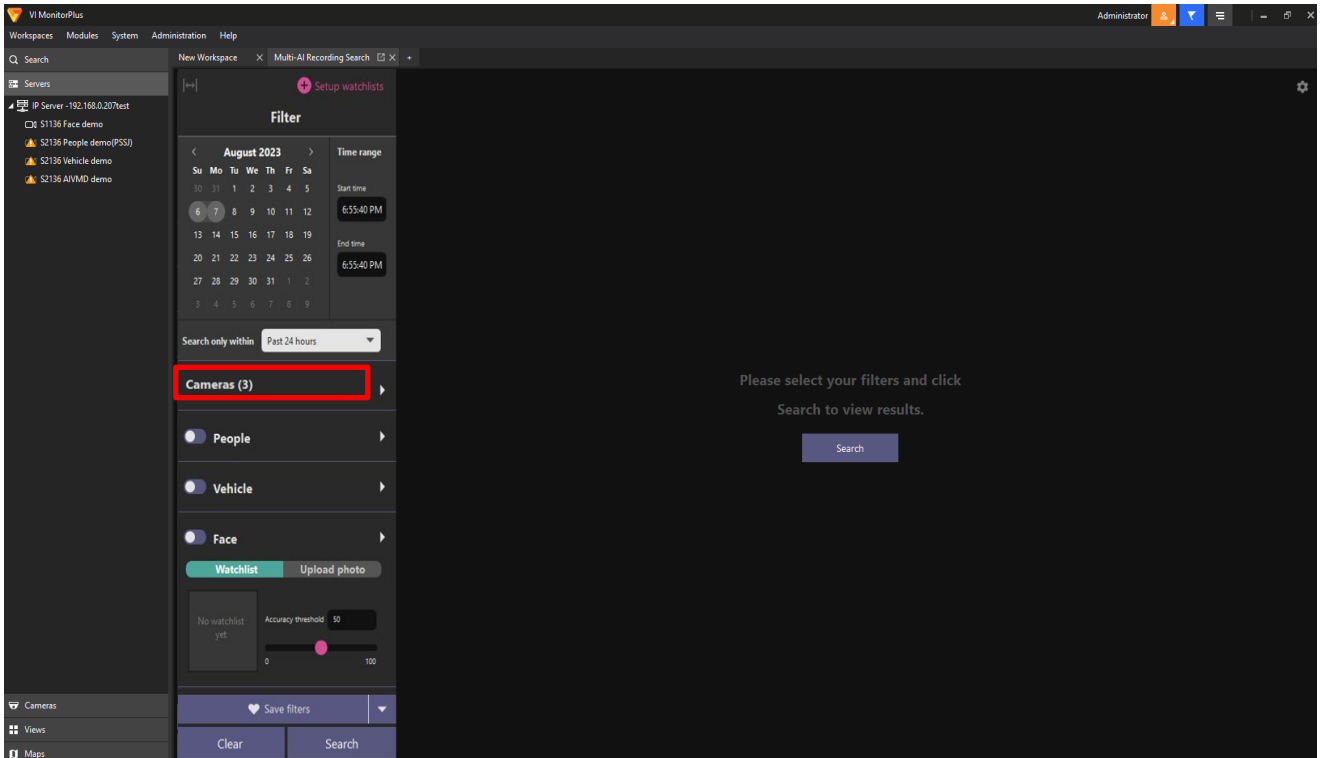 VI MonitorPlus
Administrator
Workspaces Modules System Administration Help
Search
New Workspace
Multi-AI Recording Search
Servers
IP Server -192.168.0.207test
S1136 Face demo
S2136 People demo(PSSJ)
S2136 Vehicle demo
S2136 AIVMD demo
Cameras
Views
Maps
Setup watchlists
Filter
August 2023
Su Mo Tu We Th Fr Sa
30 31 1 2 3 4 5
6 7 8 9 10 11 12
13 14 15 16 17 18 19
20 21 22 23 24 25 26
27 28 29 30 31 1 2
3 4 5 6 7 8 9
Time range
Start time
6:55:40 PM
End time
6:55:40 PM
Search only within Past 24 hours
Cameras (3)
People
Vehicle
Face
Watchlist Upload photo
No watchlist
yet
Accuracy threshold 50
0 100
Save filters
Clear Search
Please select your filters and click
Search to view results.
Search